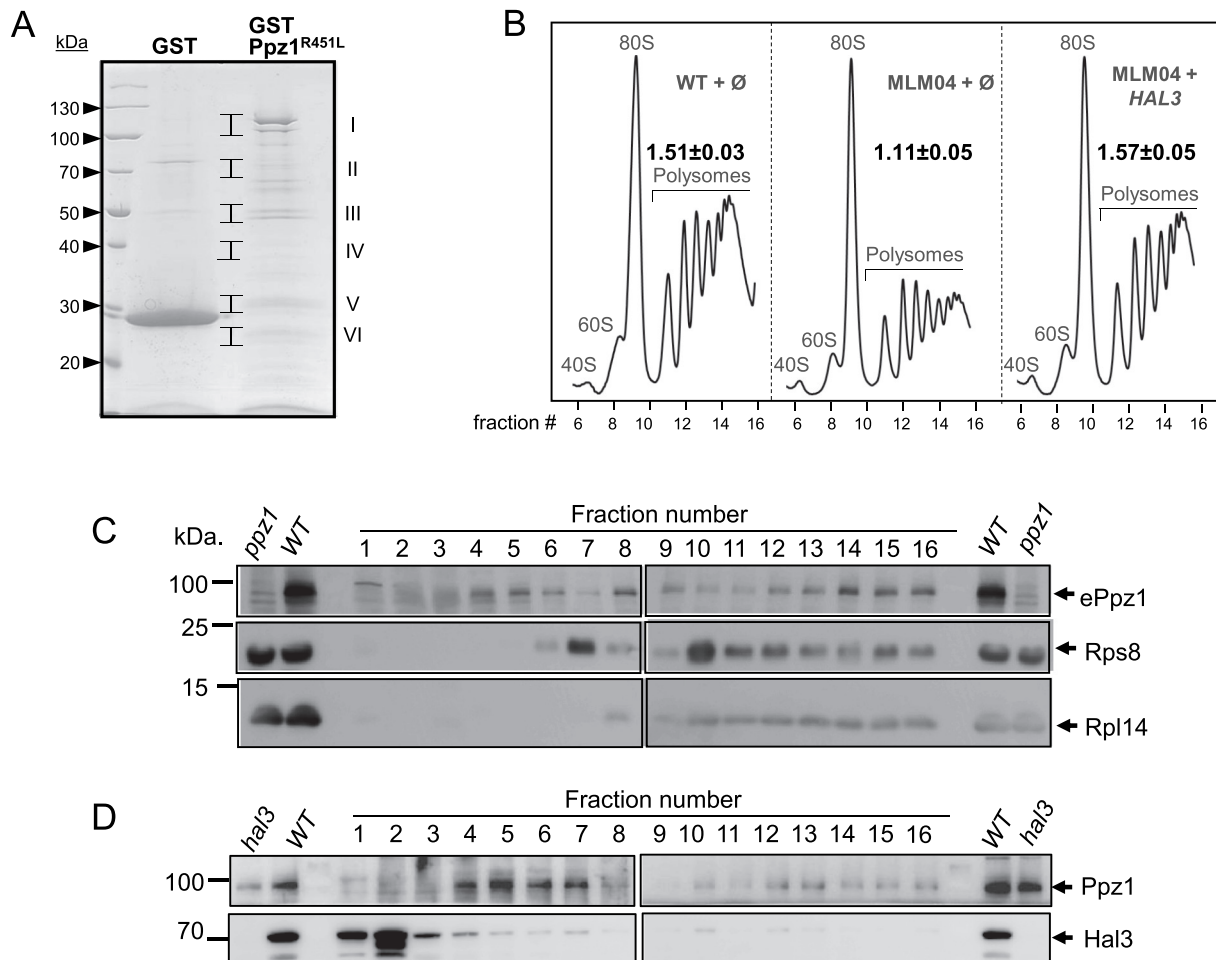 A
kDa
GST
GST
Ppz1R451L
130
100
70
50
40
30
20
I
II
III
IV
V
VI
B
80S
WT + Ø
1.51±0.03
Polysomes
60S
40S
80S
MLM04 + Ø
1.11±0.05
Polysomes
60S
40S
80S
MLM04 +
HAL3
1.57±0.05
Polysomes
60S
40S
fraction # 6 8 10 12 14 16 6 8 10 12 14 16 6 8 10 12 14 16
C
kDa.
ppz1 WT
Fraction number
1 2 3 4 5 6 7 8 9 10 11 12 13 14 15 16
WT ppz1
100
ePpz1
25
Rps8
15
Rpl14
D
hal3 WT
Fraction number
1 2 3 4 5 6 7 8 9 10 11 12 13 14 15 16
WT hal3
100
Ppz1
70
Hal3